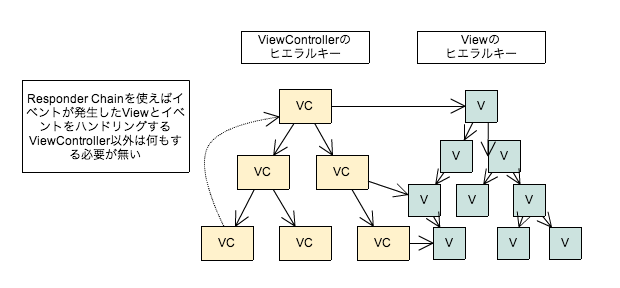 ViewControllerの
ヒエラルキー
Viewの
ヒエラルキー
Responder Chainを使えばイ
ベントが発生したViewとイベ
ントをハンドリングする
ViewController以外は何もす
る必要が無い
VC
V
V
V
VC
VC
V
V
V
VC
VC
VC
V
V
V